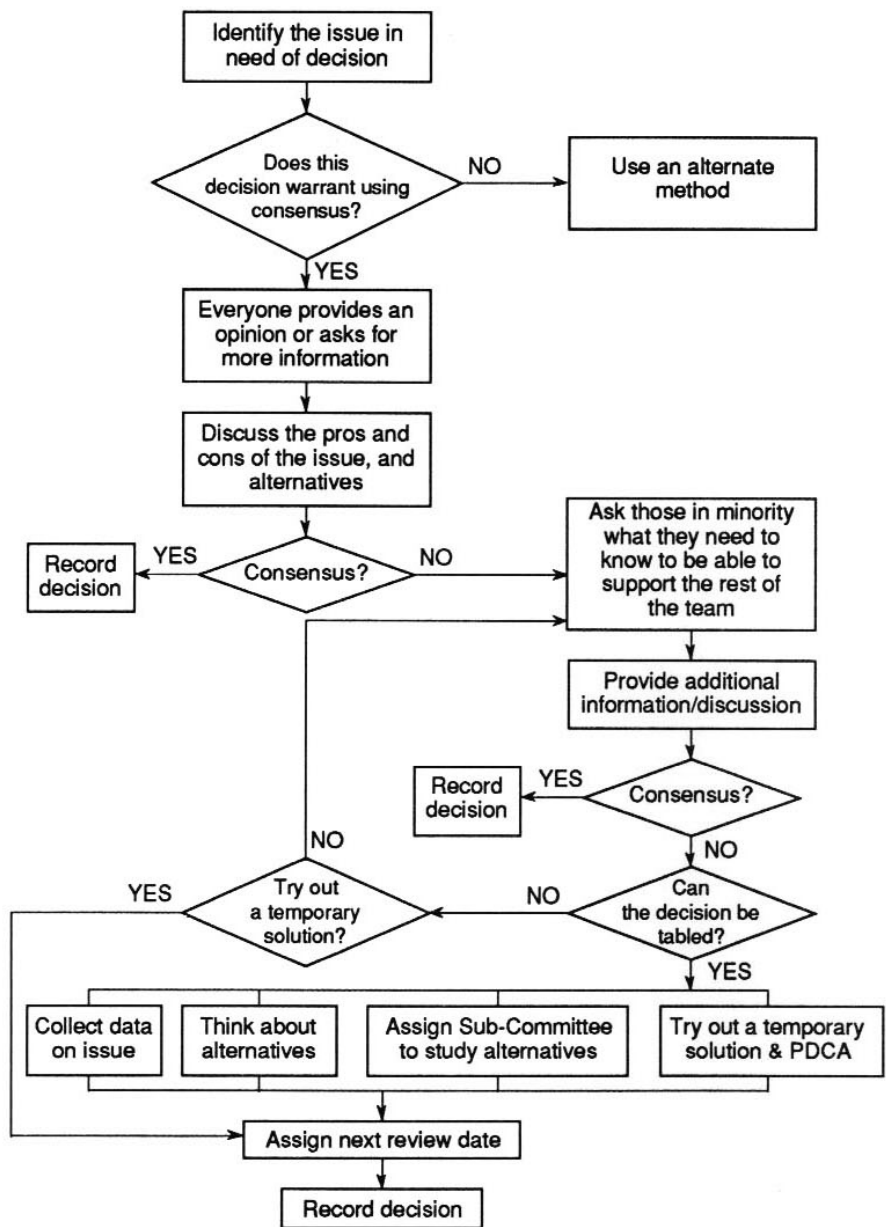 Identify the issue in
need of decision
Does this
decision warrant using
consensus?
NO
Use an alternate
method
YES
Everyone provides an
opinion or asks for
more information
Discuss the pros and
cons of the issue, and
alternatives
Consensus?
YES
Record
decision
NO
Ask those in minority
what they need to
know to be able to
support the rest of
the team
Provide additional
information/discussion
Consensus?
YES
Record
decision
NO
Can
the decision be
tabled?
NO
Try out
a temporary
solution?
NO
YES
YES
Collect data
on issue
Think about
alternatives
Assign Sub-Committee
to study alternatives
Try out a temporary
solution & PDCA
Assign next review date
Record decision